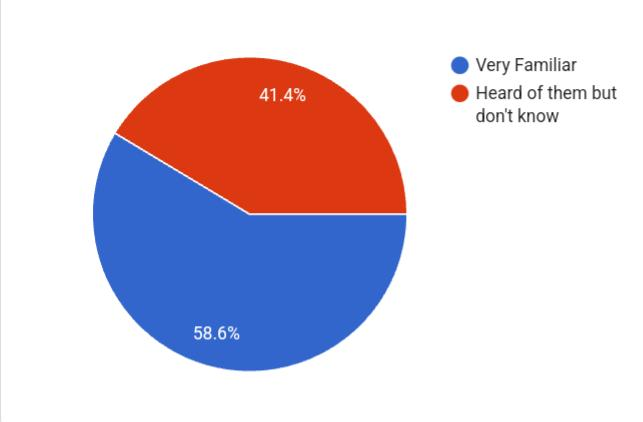 41.4%
58.6%
Very Familiar
Heard of them but
don't know